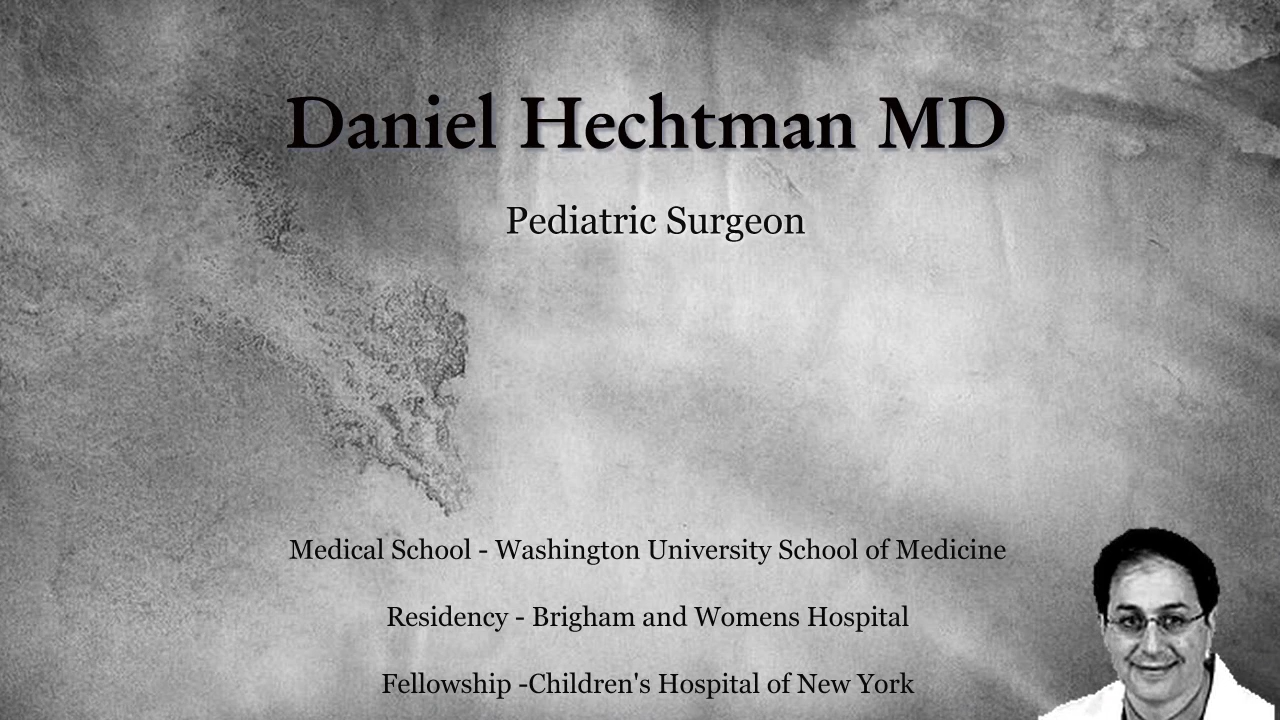 Daniel Hechtman MD
Pediatric Surgeon
Medical School - Washington University School of Medicine
Residency - Brigham and Womens Hospital
Fellowship -Children's Hospital of New York